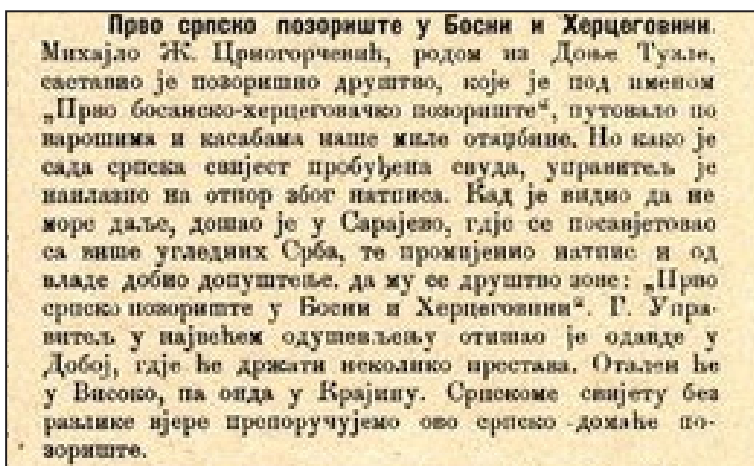 Прво српско позориште у Босни и Херцеговини.
Михајло Ж. Црногорчевић, родом из Доње Тузле,
саставио је позоришно друштво, које је под именом
„Прво босанско-херцеговачко позориште“, путовало по
варошима и касабама наше миле отаџбине. Но како је
сада српска свијест пробуђена свуда, управитељ је
наилазио на отпор због натписа. Кад је видио да не
море даље, дошао је у Сарајево, гдје се посавјетовао
са више угледних Срба, те промијенио натпис и од
владе добио допуштење, да му се друштво зове: „Прво
српско позориште у Босни и Херцеговини“. Г. Упра-
витељ у највећем одушевљењу отишао је одавде у
Добој, гдје ће држати неколико престава. Отален ће
у Високо, па онда у Крајину. Српскоме свијету без
разлике вјере препоручујемо ово српско-домаће по-
зориште.